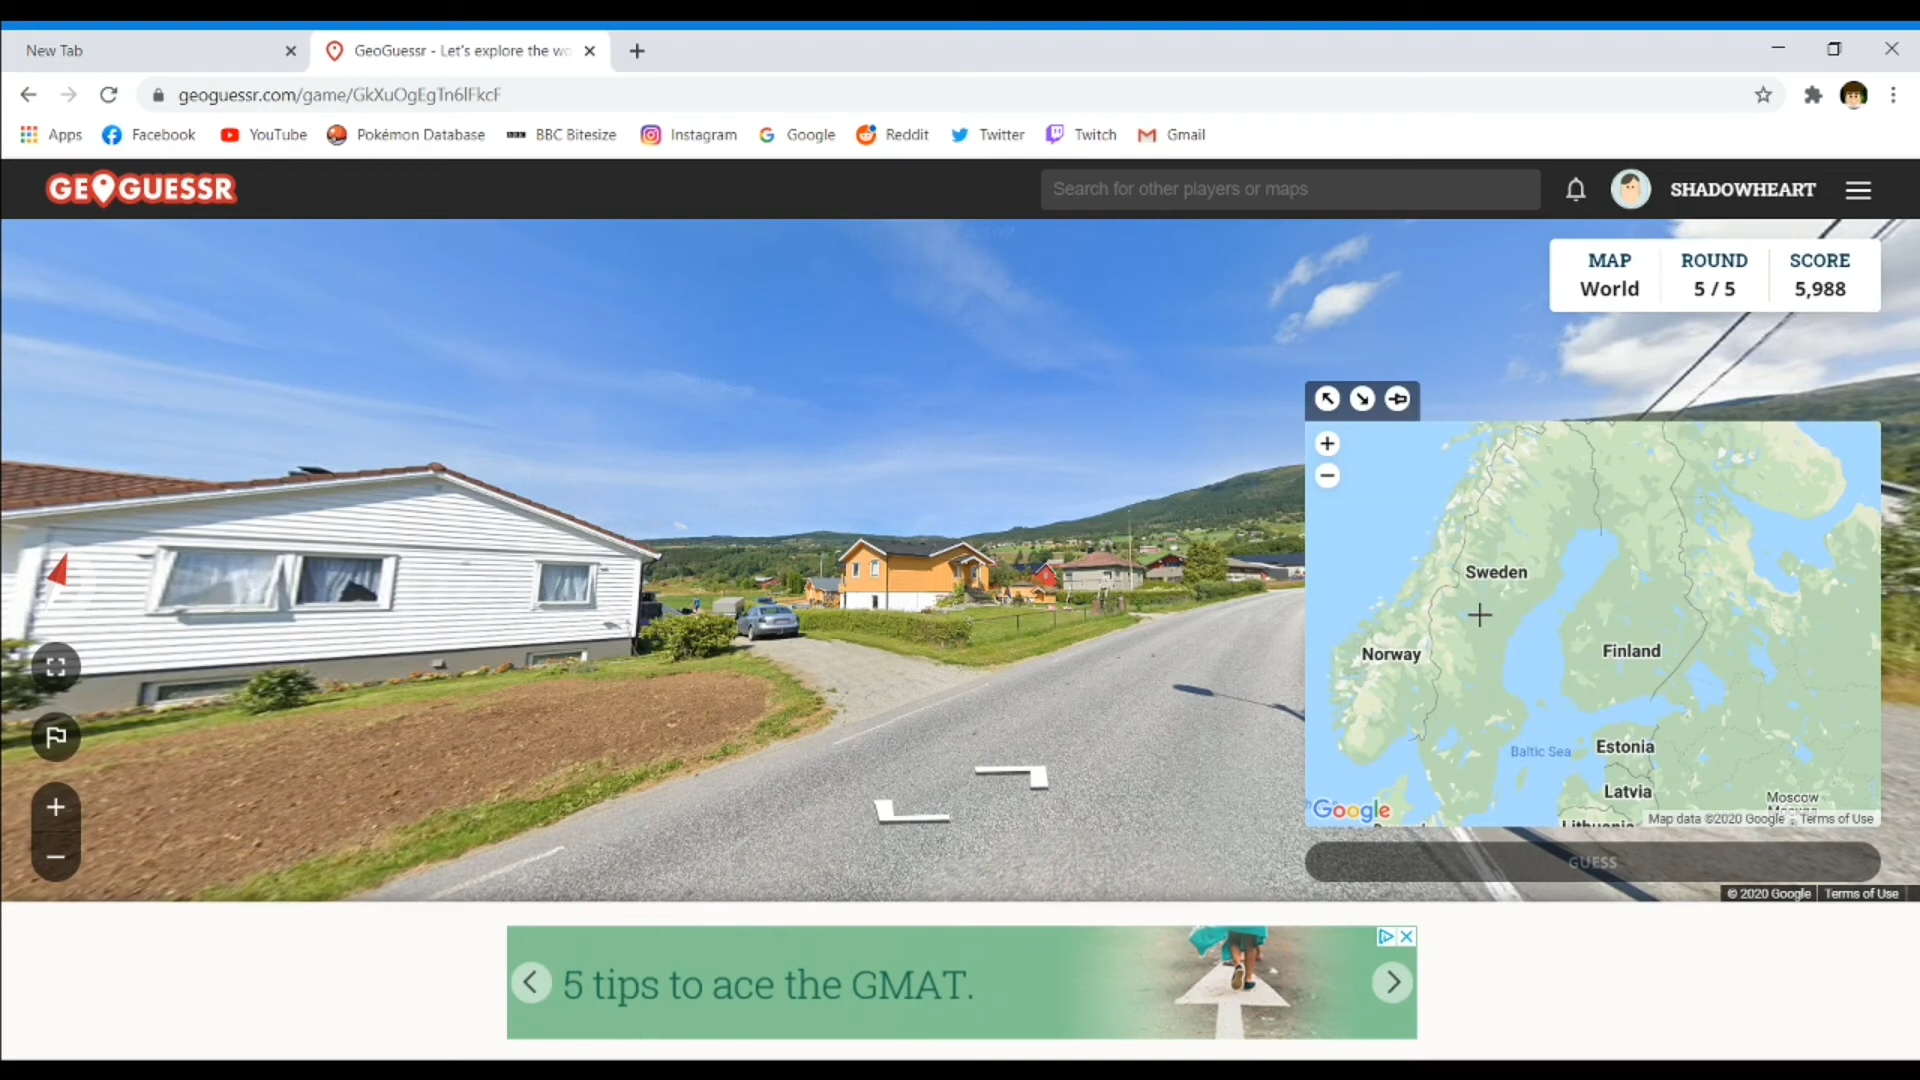 New Tab
GeoGuessr - Let's explore the wo
geoguessr.com/game/GkXuOgEgTn6lFkcF
Apps Facebook YouTube Pokémon Database BBC Bitesize Instagram Google Reddit Twitter Twitch Gmail
GEOGUESSR
Search for other players or maps
SHADOWHEART
MAP ROUND SCORE
World 5 / 5 5,988
Sweden
Norway
Finland
Baltic Sea
Estonia
Latvia
Moscow
Google
Map data ©2020 Google
Terms of Use
GUESS
© 2020 Google
Terms of Use
5 tips to ace the GMAT.